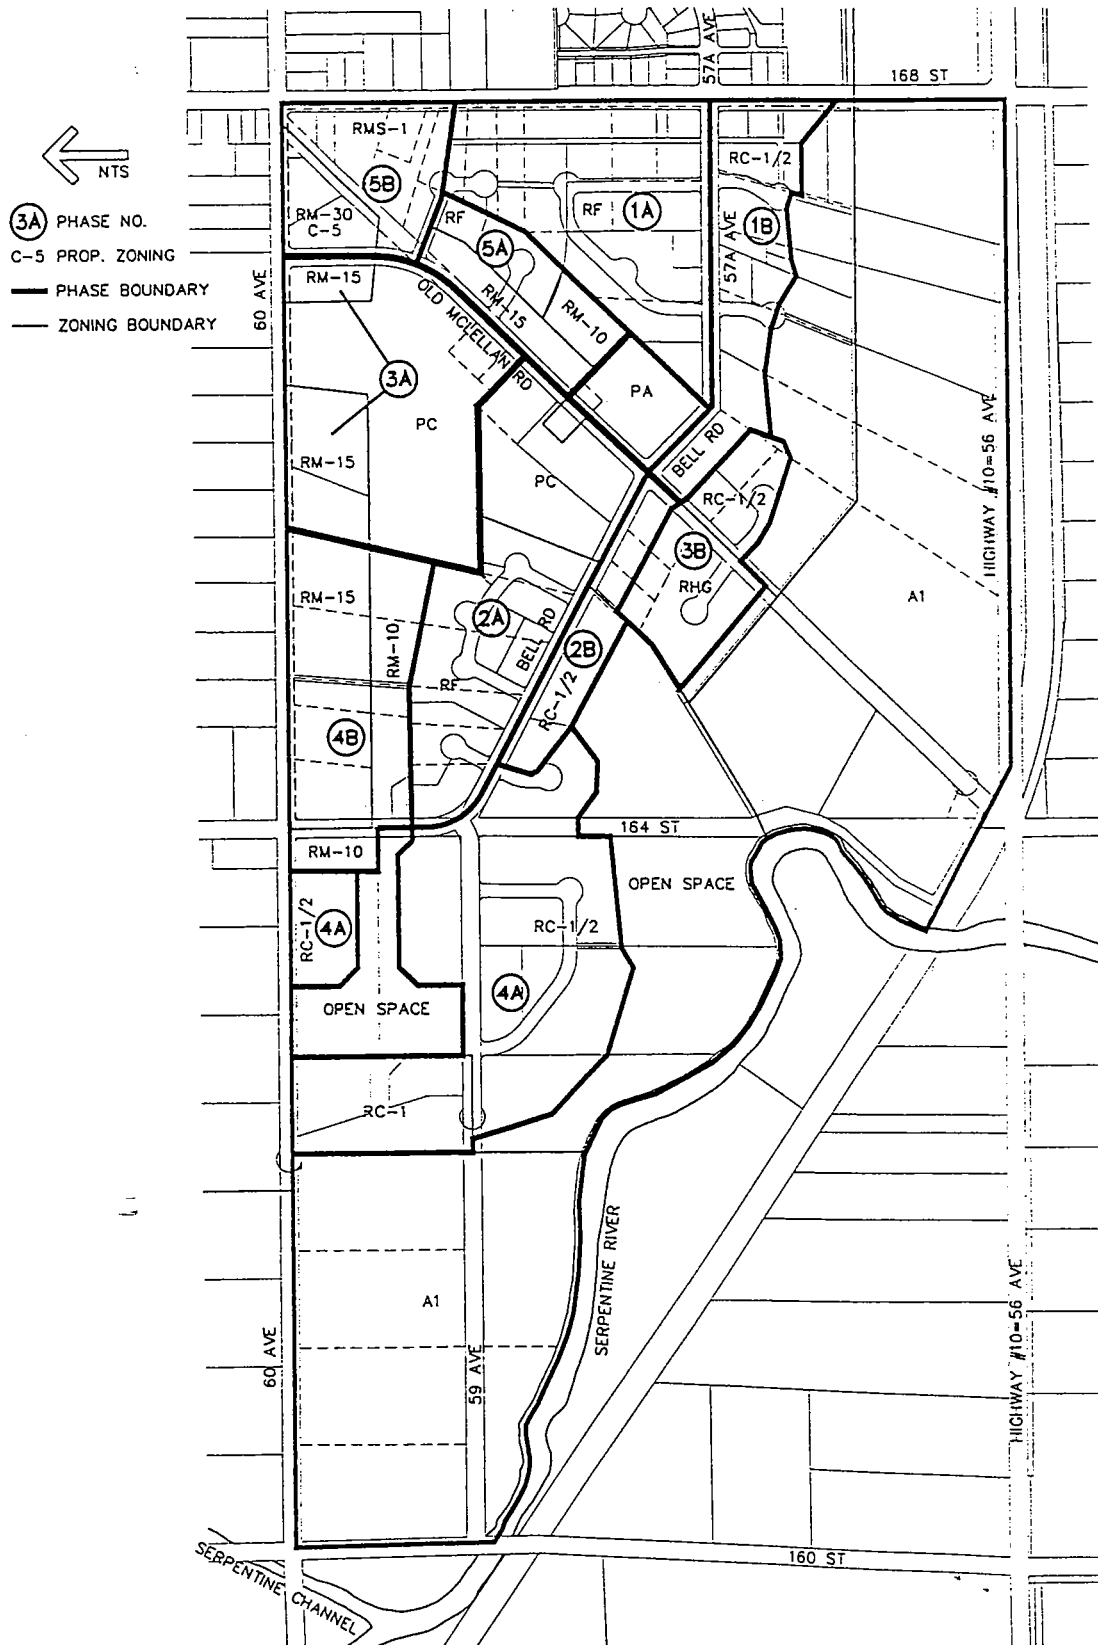 57A AVE
168 ST
NTS
3A PHASE NO.
C-5 PROP. ZONING
PHASE BOUNDARY
ZONING BOUNDARY
60 AVE
RMS-1
5B
RM-30
C-5
RF
5A
RF
1A
RC-1/2
57A AVE
1B
RM-15
OLD MCLELLAN RD
RM-15
RM-10
3A
PC
PA
RM-15
PC
BELL RD
RC-1/2
HIGHWAY #10=56 AVE
3B
RHG
A1
RM-15
RM-10
2A
BELL RD
RF
2B
RC-1/2
4B
164 ST
RM-10
OPEN SPACE
RC-1/2
4A
RC-1/2
4A
OPEN SPACE
RC-1
SERPENTINE RIVER
A1
60 AVE
59 AVE
HIGHWAY #10=56 AVE
SERPENTINE CHANNEL
160 ST